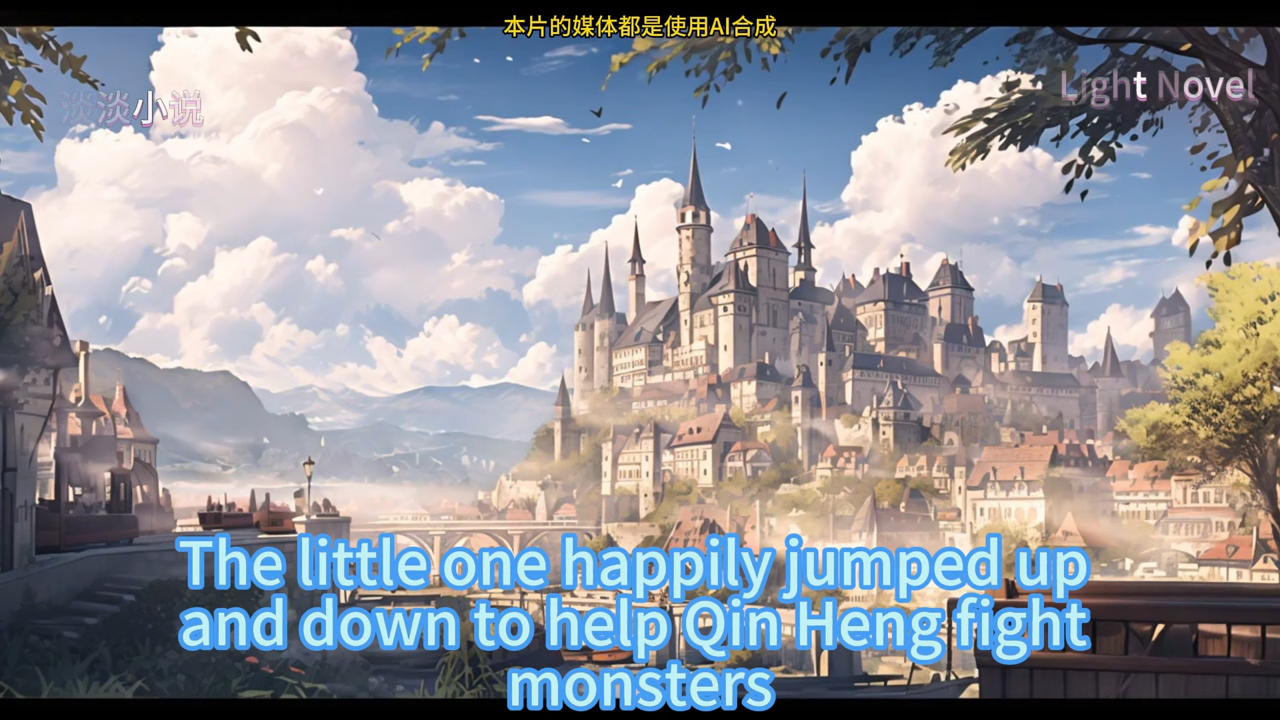 本片的媒体都是使用AI合成
淡淡小说
Light Novel
The little one happily jumped up
and down to help Qin Heng fight
monsters